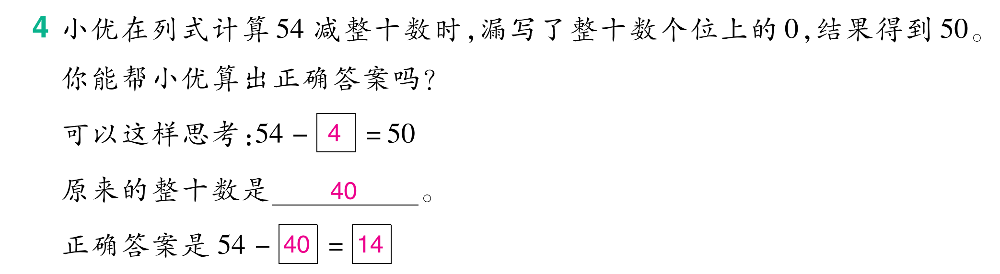 4 小优在列式计算54减整十数时,漏写了整十数个位上的0,结果得到50。
你能帮小优算出正确答案吗?
可以这样思考:54 - 4 = 50
原来的整十数是 40 。
正确答案是 54 - 40 = 14